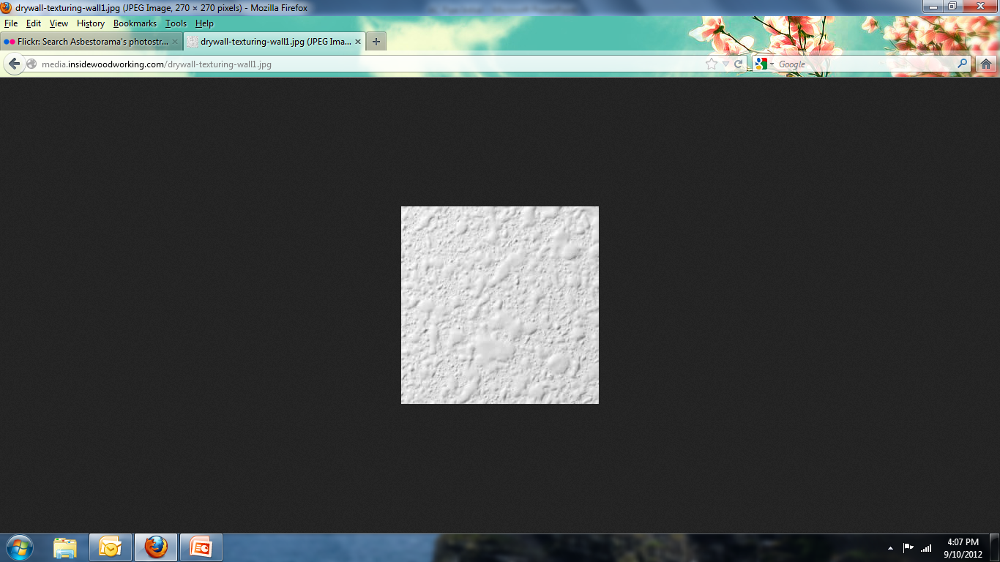 drywall-texturing-wall1.jpg (JPEG Image, 270 × 270 pixels) - Mozilla Firefox
File Edit View History Bookmarks Tools Help
Flickr: Search Asbestorama's photostr... drywall-texturing-wall1.jpg (JPEG Ima...
media.insidewoodworking.com/drywall-texturing-wall1.jpg Google
4:07 PM
9/10/2012